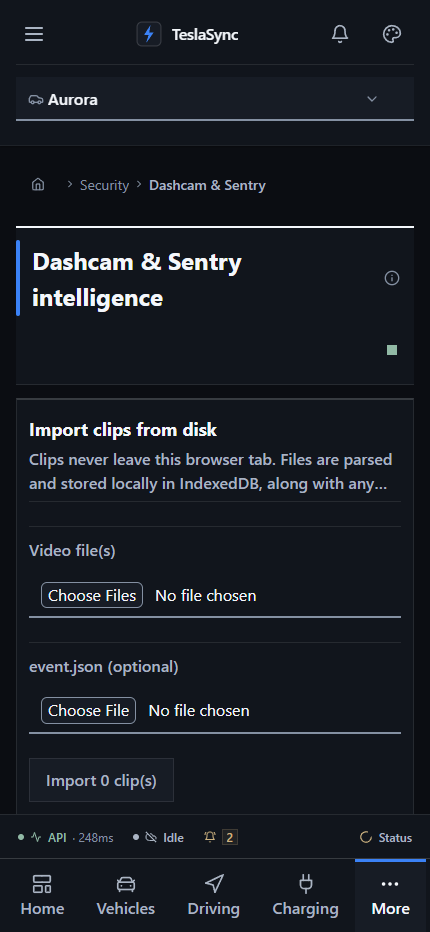 TeslaSync
Aurora
Security
Dashcam & Sentry
Dashcam & Sentry
intelligence
Import clips from disk
Clips never leave this browser tab. Files are parsed
and stored locally in IndexedDB, along with any...
Video file(s)
Choose Files No file chosen
event.json (optional)
Choose File No file chosen
Import 0 clip(s)
API · 248ms Idle 2 Status
Home Vehicles Driving Charging More